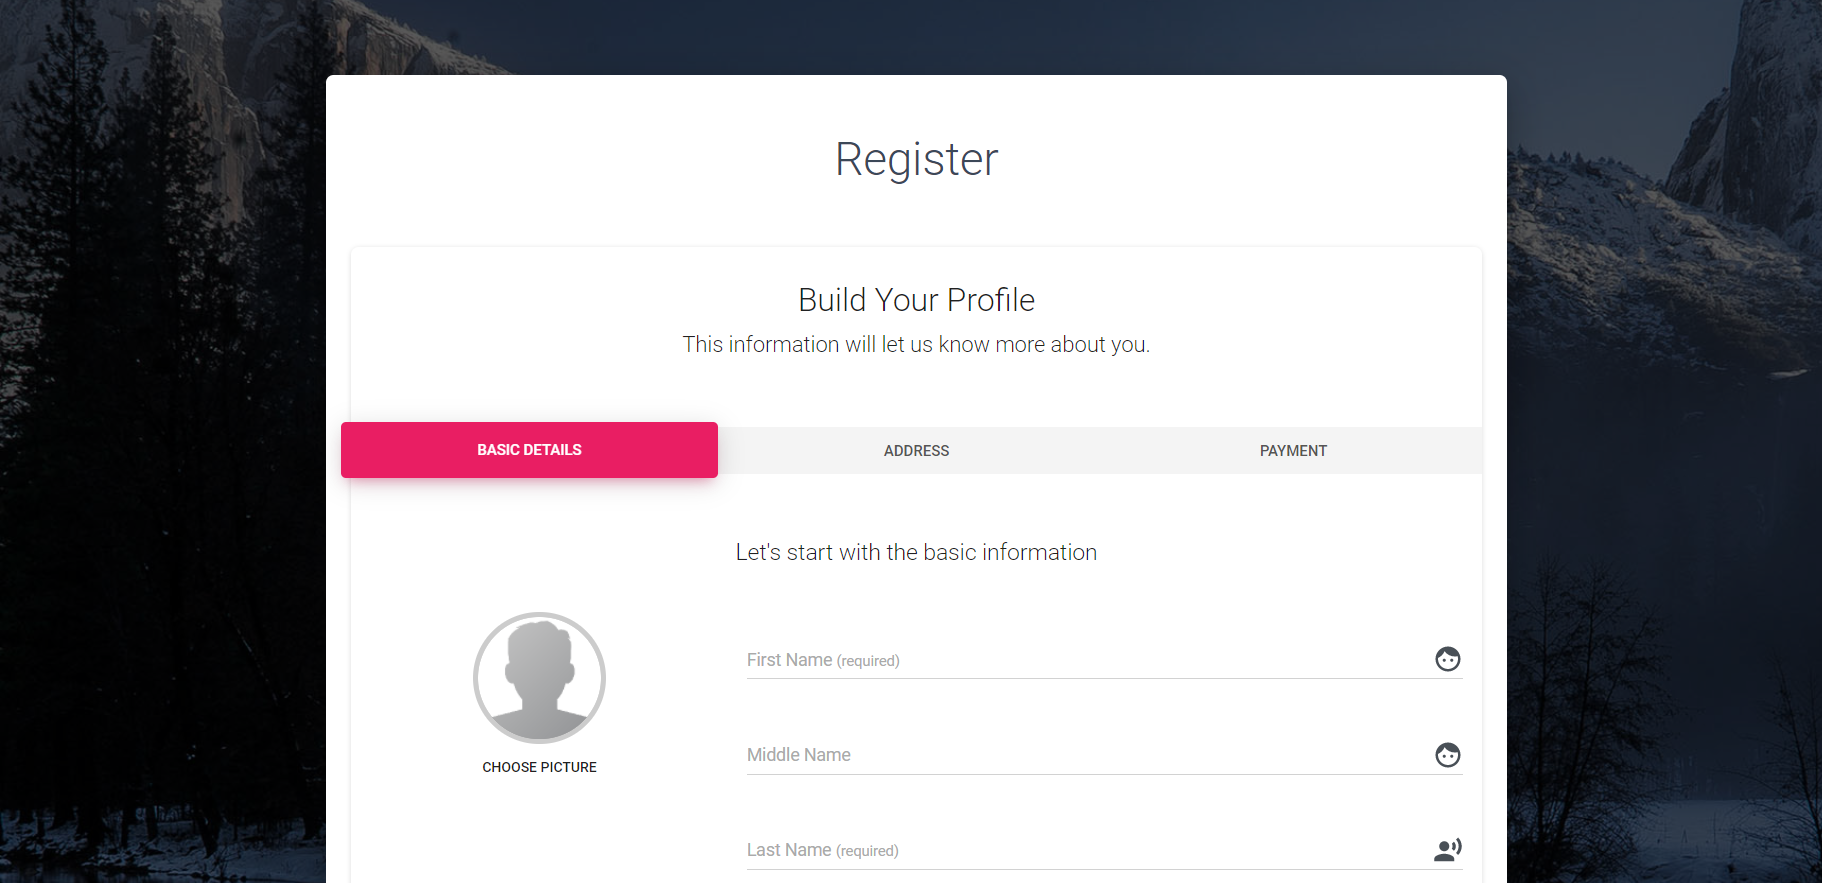 Register
Build Your Profile
This information will let us know more about you.
BASIC DETAILS
ADDRESS
PAYMENT
Let's start with the basic information
CHOOSE PICTURE
First Name (required)
Middle Name
Last Name (required)